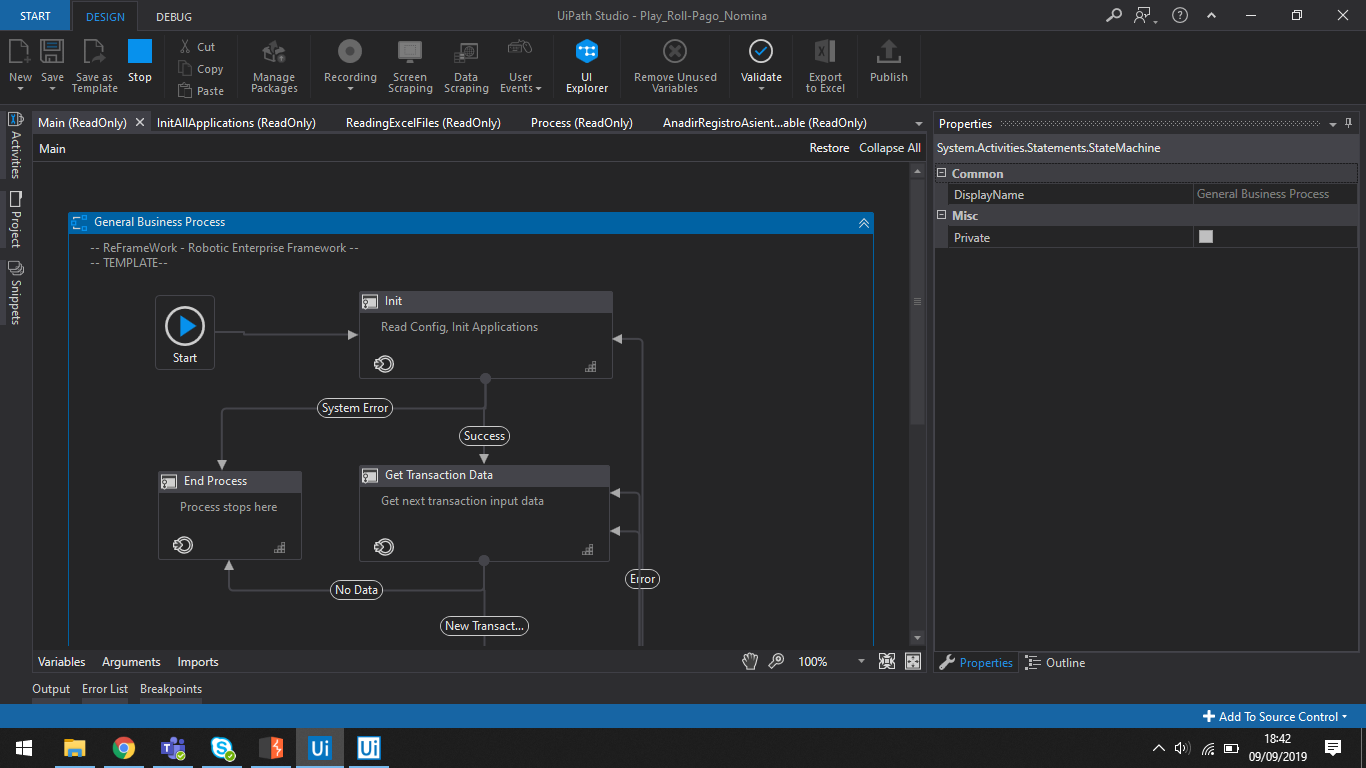 START DESIGN DEBUG UiPath Studio - Play_Roll-Pago_Nomina
New Save Save as Template Stop
Cut
Copy
Paste
Manage Packages
Recording
Screen Scraping
Data Scraping
User Events
UI Explorer
Remove Unused Variables
Validate
Export to Excel
Publish
Activities
Project
Snippets
Main (ReadOnly) InitAllApplications (ReadOnly) ReadingExcelFiles (ReadOnly) Process (ReadOnly) AnadirRegistroAsient...able (ReadOnly)
Main Restore Collapse All
General Business Process
-- ReFrameWork - Robotic Enterprise Framework --
-- TEMPLATE--
Start
Init
Read Config, Init Applications
System Error
Success
End Process
Process stops here
Get Transaction Data
Get next transaction input data
Error
No Data
New Transact...
Variables Arguments Imports 100%
Properties
System.Activities.Statements.StateMachine
Common
DisplayName General Business Process
Misc
Private
Properties Outline
Output Error List Breakpoints
Add To Source Control
Ui Ui
18:42
09/09/2019